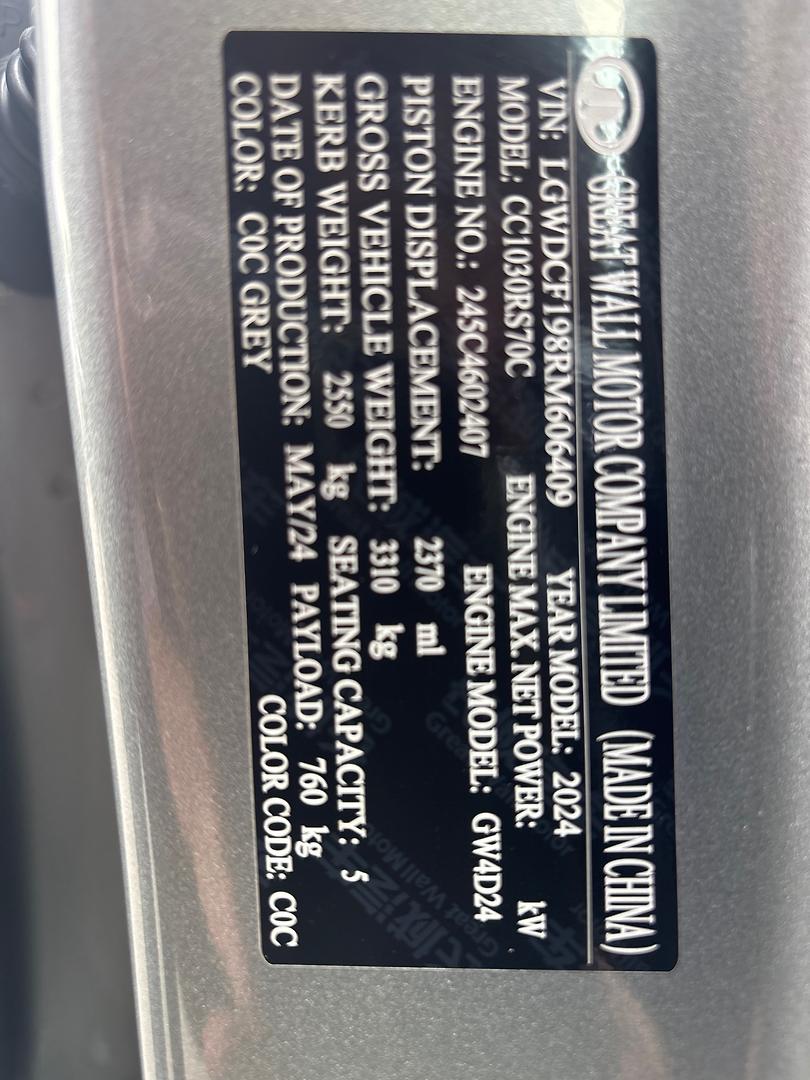 GREAT WALL MOTOR COMPANY LIMITED (MADE IN CHINA)
VIN: LGWDCF198RM606409 YEAR MODEL: 2024
MODEL: CC1030RS70C ENGINE MAX. NET POWER: kW
ENGINE NO.: 245C4602407 ENGINE MODEL: GW4D24
PISTON DISPLACEMENT: 2370 ml
GROSS VEHICLE WEIGHT: 3310 kg
KERB WEIGHT: 2550 kg SEATING CAPACITY: 5
DATE OF PRODUCTION: MAY/24 PAYLOAD: 760 kg
COLOR: C0C GREY COLOR CODE: C0C